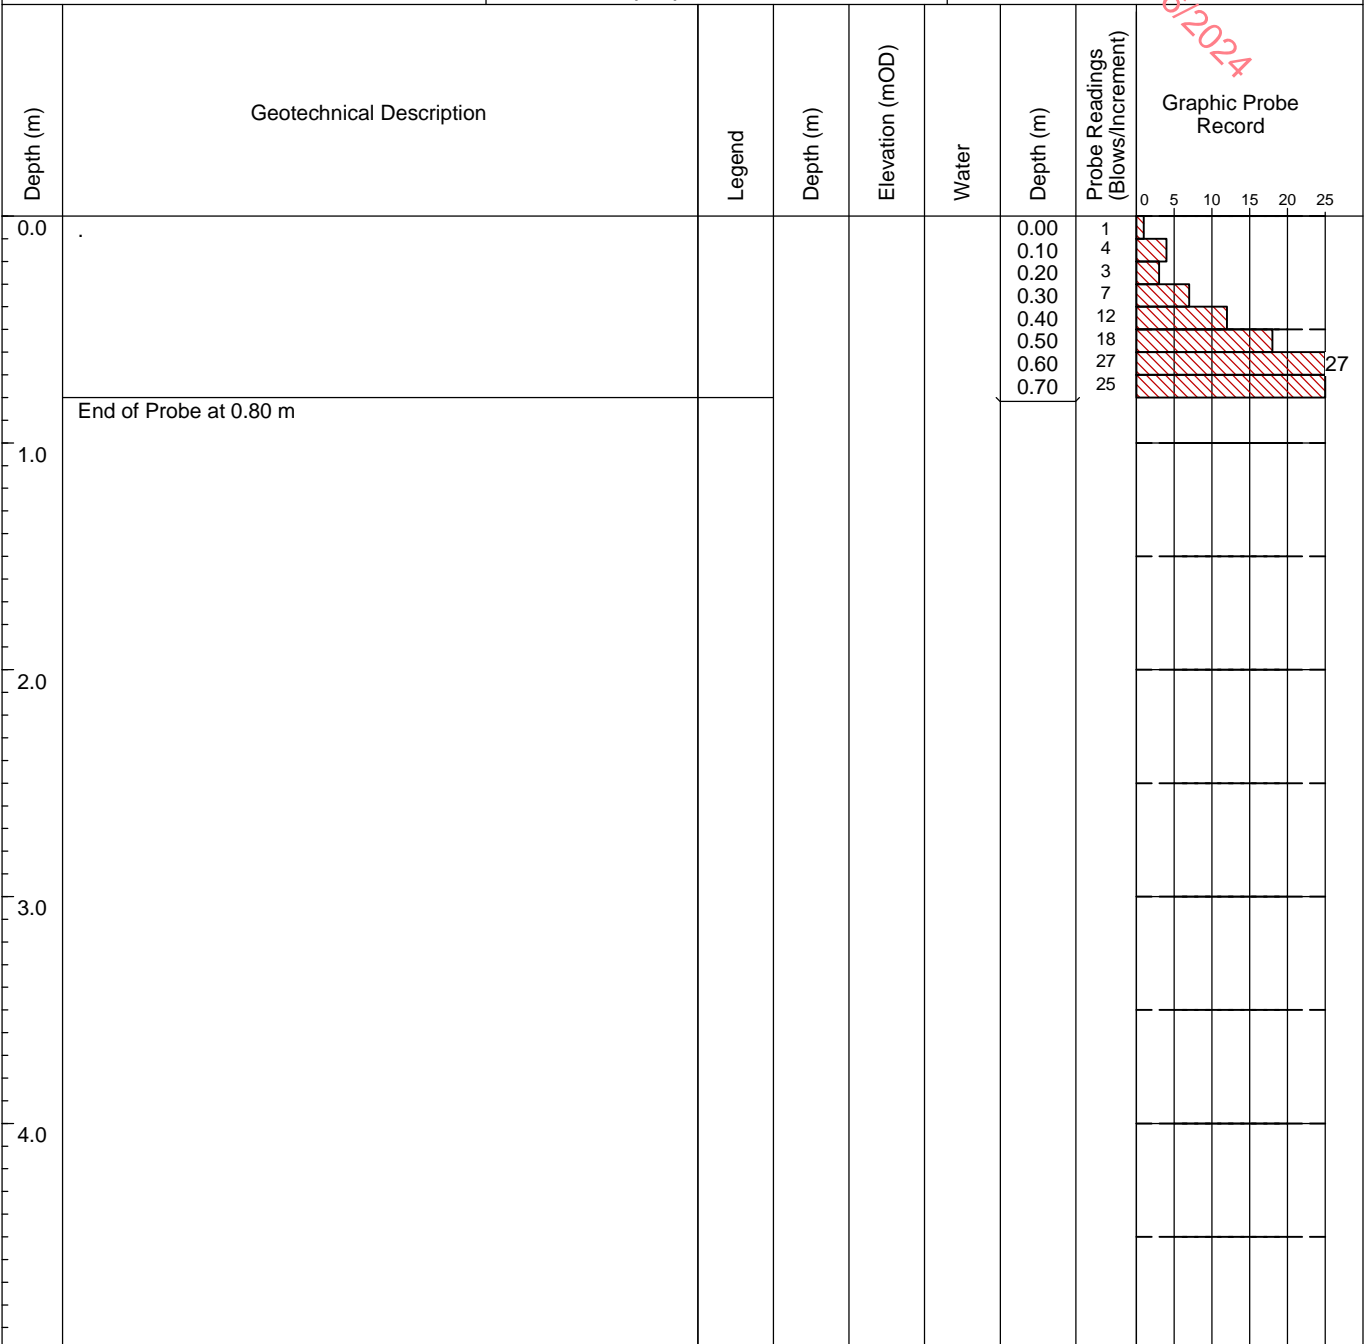 /2024
Depth (m)
Geotechnical Description
Legend
Depth (m)
Elevation (mOD)
Water
Depth (m)
Probe Readings
(Blows/Increment)
Graphic Probe
Record
0 5 10 15 20 25
0.0 . 0.00 1
0.10 4
0.20 3
0.30 7
0.40 12
0.50 18
0.60 27 27
0.70 25
End of Probe at 0.80 m
1.0
2.0
3.0
4.0